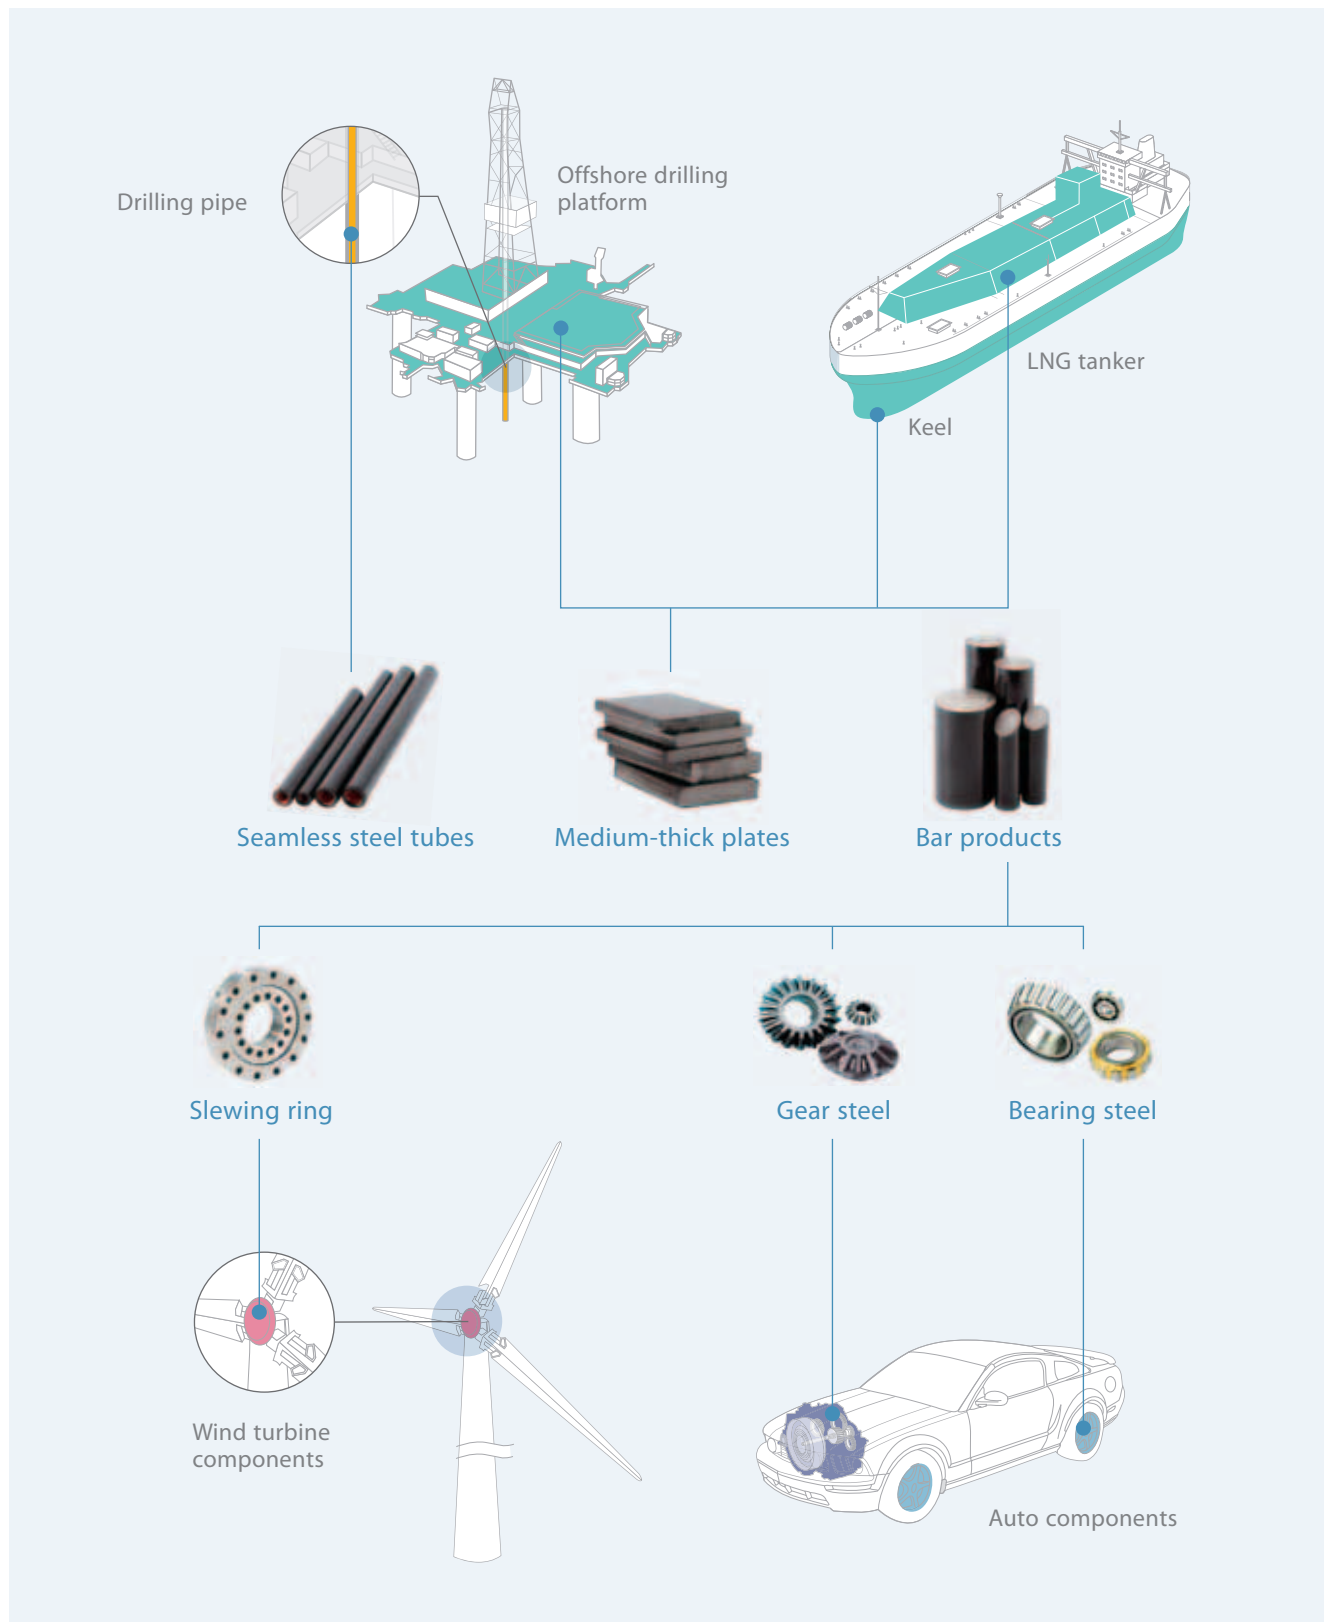 Drilling pipe
Offshore drilling
platform
LNG tanker
Keel
Seamless steel tubes
Medium-thick plates
Bar products
Slewing ring
Gear steel
Bearing steel
Wind turbine
components
Auto components